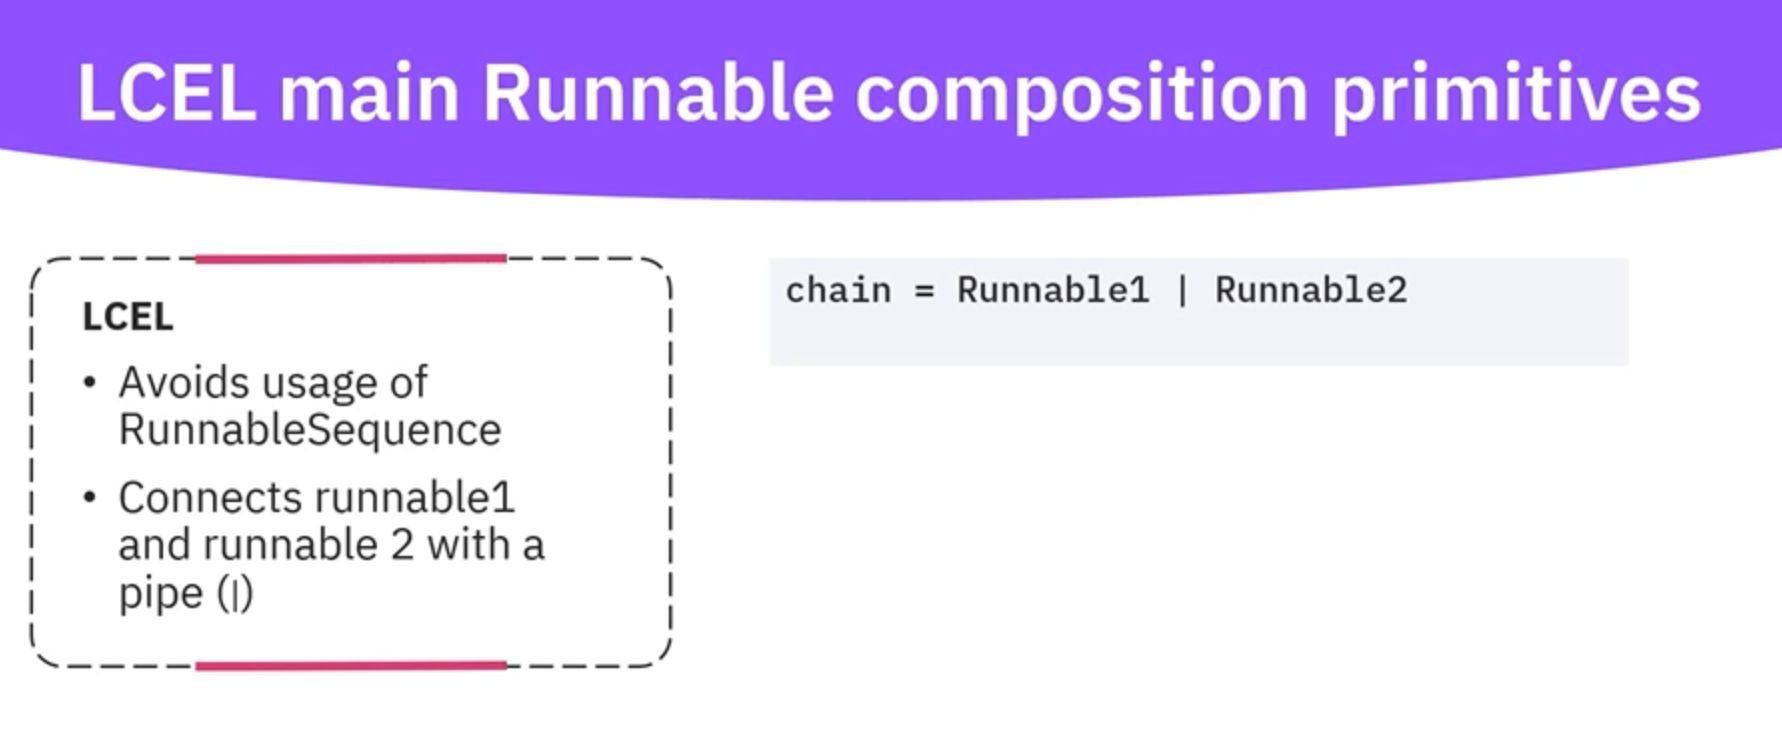 LCEL main Runnable composition primitives
LCEL
• Avoids usage of
RunnableSequence
• Connects runnable1
and runnable 2 with a
pipe (|)
chain = Runnable1 | Runnable2